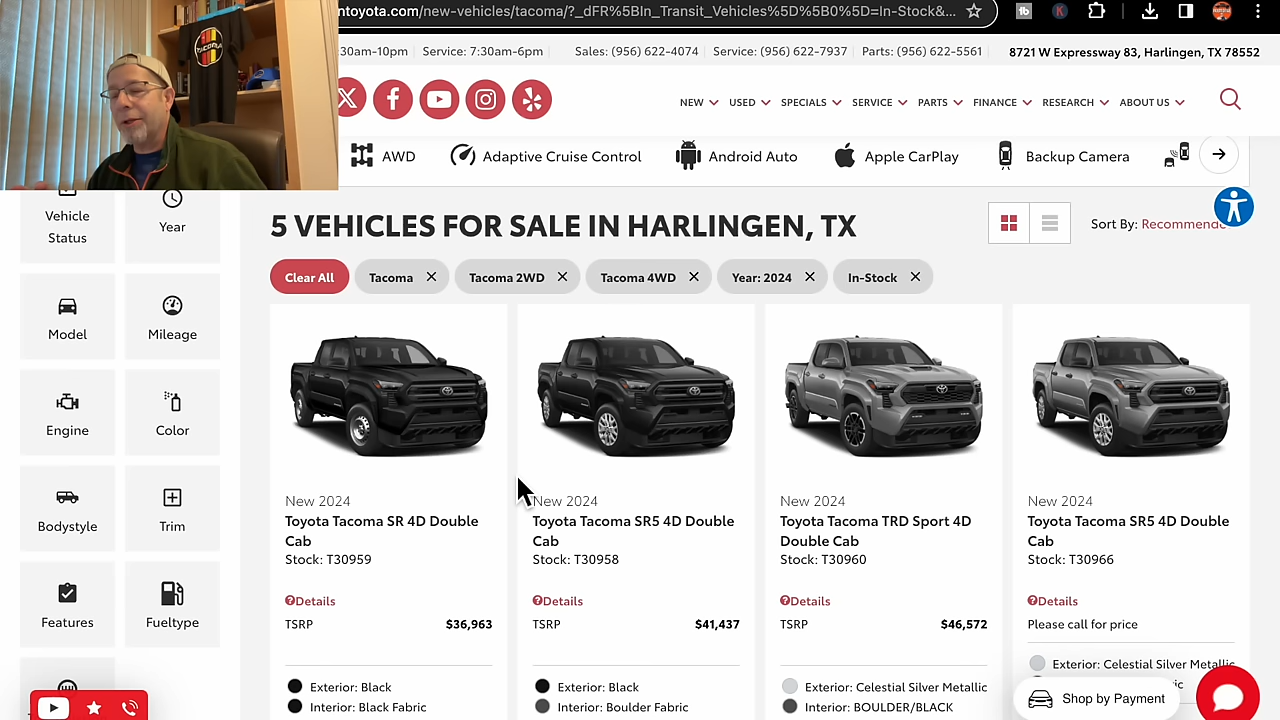 ntoyota.com/new-vehicles/tacoma/?_dFR%5BIn_Transit_Vehicles%5D%5B0%5D=In-Stock&...
:30am-10pm
Service: 7:30am-6pm
Sales: (956) 622-4074
Service: (956) 622-7937
Parts: (956) 622-5561
8721 W Expressway 83, Harlingen, TX 78552
TACOMA
NEW
USED
SPECIALS
SERVICE
PARTS
FINANCE
RESEARCH
ABOUT US
AWD
Adaptive Cruise Control
Android Auto
Apple CarPlay
Backup Camera
Vehicle
Status
Year
Model
Mileage
Engine
Color
Bodystyle
Trim
Features
Fueltype
5 VEHICLES FOR SALE IN HARLINGEN, TX
Sort By: Recommende
Clear All
Tacoma
Tacoma 2WD
Tacoma 4WD
Year: 2024
In-Stock
New 2024
Toyota Tacoma SR 4D Double
Cab
Stock: T30959
Details
TSRP $36,963
Exterior: Black
Interior: Black Fabric
New 2024
Toyota Tacoma SR5 4D Double
Cab
Stock: T30958
Details
TSRP $41,437
Exterior: Black
Interior: Boulder Fabric
New 2024
Toyota Tacoma TRD Sport 4D
Double Cab
Stock: T30960
Details
TSRP $46,572
Exterior: Celestial Silver Metallic
Interior: BOULDER/BLACK
New 2024
Toyota Tacoma SR5 4D Double
Cab
Stock: T30966
Details
Please call for price
Exterior: Celestial Silver Metallic
Shop by Payment